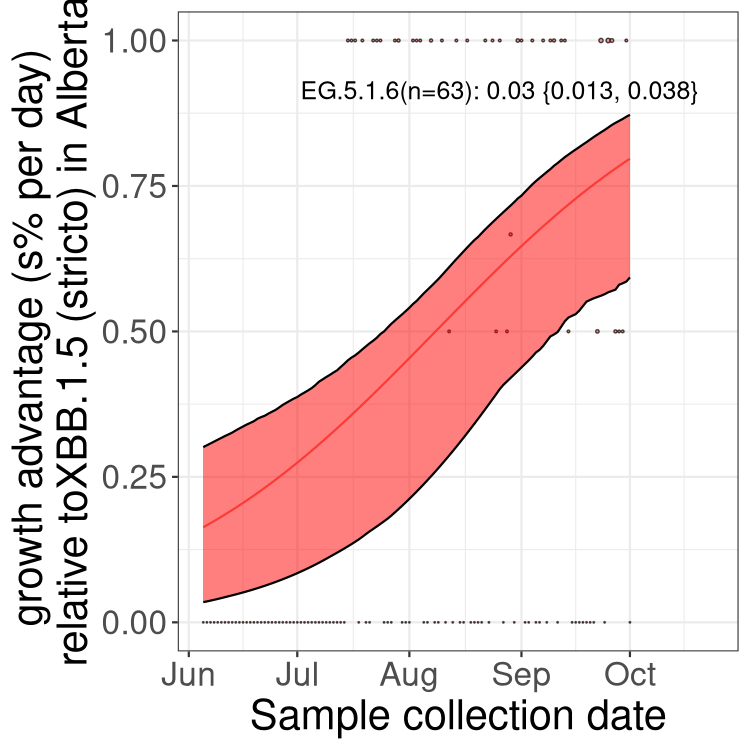 growth advantage (s% per day)
relative toXBB.1.5 (stricto) in Alberta
1.00
0.75
0.50
0.25
0.00
EG.5.1.6(n=63): 0.03 {0.013, 0.038}
Jun Jul Aug Sep Oct
Sample collection date